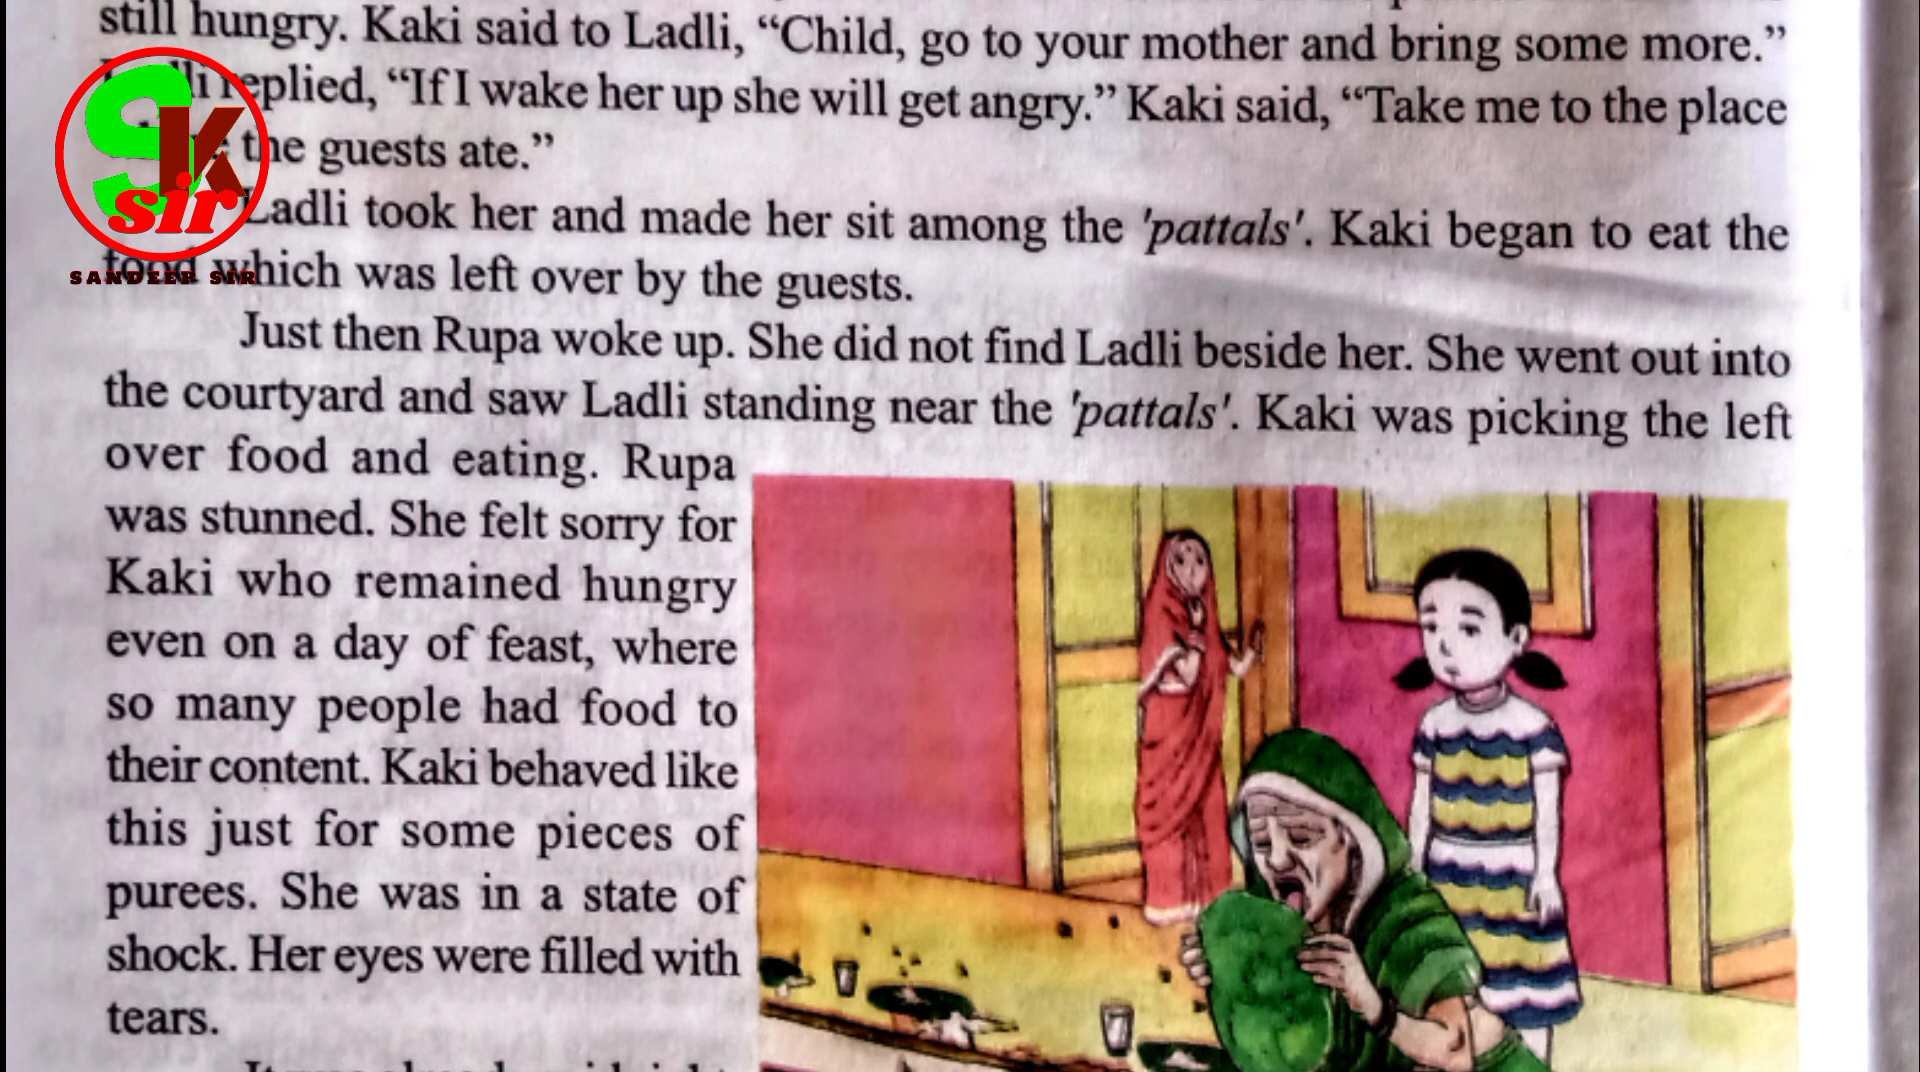 still hungry. Kaki said to Ladli, “Child, go to your mother and bring some more.”
replied, “If I wake her up she will get angry.” Kaki said, “Take me to the place
the guests ate.”
Ladli took her and made her sit among the 'pattals'. Kaki began to eat the
food which was left over by the guests.
Just then Rupa woke up. She did not find Ladli beside her. She went out into
the courtyard and saw Ladli standing near the 'pattals'. Kaki was picking the left
over food and eating. Rupa
was stunned. She felt sorry for
Kaki who remained hungry
even on a day of feast, where
so many people had food to
their content. Kaki behaved like
this just for some pieces of
purees. She was in a state of
shock. Her eyes were filled with
tears.
SK
sir
SANDEEP SIR